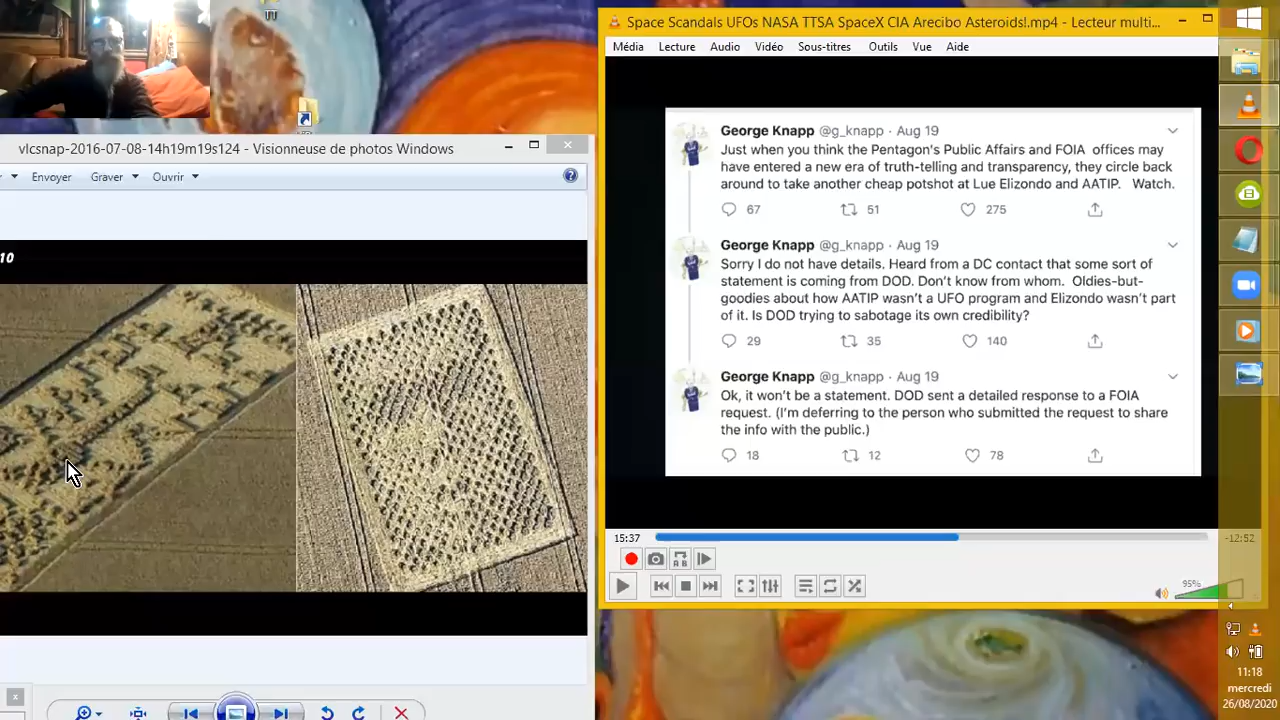 TT
vlcsnap-2016-07-08-14h19m19s124 - Visionneuse de photos Windows
Envoyer Graver Ouvrir
10
Space Scandals UFOs NASA TTSA SpaceX CIA Arecibo Asteroids!.mp4 - Lecteur multi...
Média Lecture Audio Vidéo Sous-titres Outils Vue Aide
George Knapp @g_knapp · Aug 19
Just when you think the Pentagon's Public Affairs and FOIA offices may
have entered a new era of truth-telling and transparency, they circle back
around to take another cheap potshot at Lue Elizondo and AATIP. Watch.
67 51 275
George Knapp @g_knapp · Aug 19
Sorry I do not have details. Heard from a DC contact that some sort of
statement is coming from DOD. Don't know from whom. Oldies-but-
goodies about how AATIP wasn't a UFO program and Elizondo wasn't part
of it. Is DOD trying to sabotage its own credibility?
29 35 140
George Knapp @g_knapp · Aug 19
Ok, it won't be a statement. DOD sent a detailed response to a FOIA
request. (I'm deferring to the person who submitted the request to share
the info with the public.)
18 12 78
15:37 -12:52
A B
95%
11:18
mercredi
26/08/2020